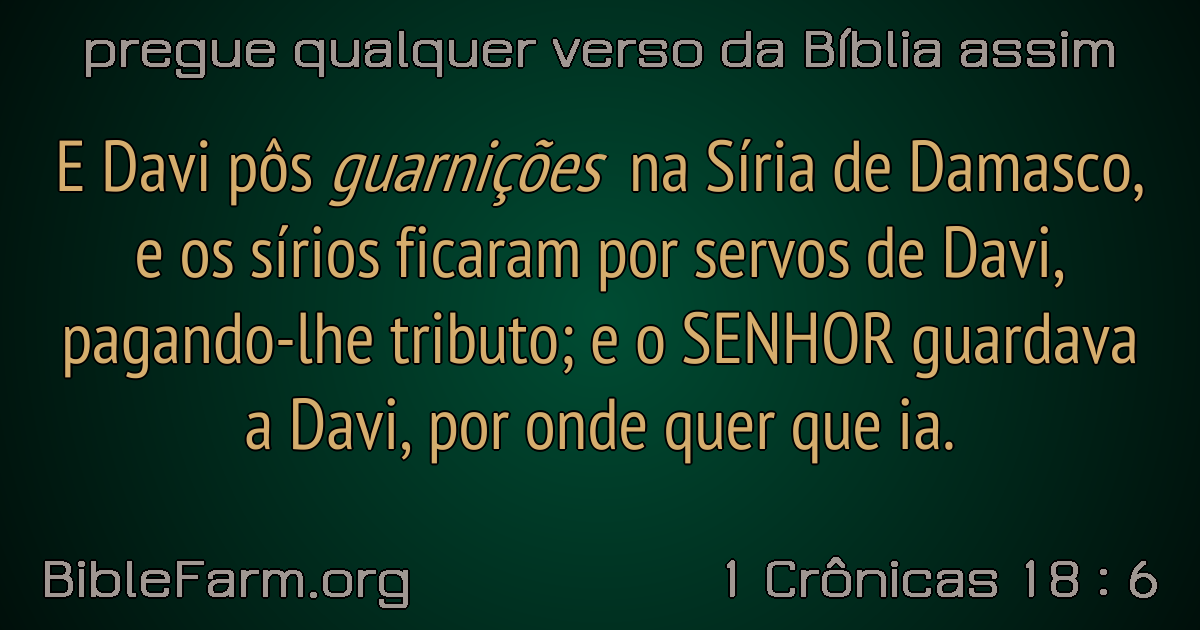 pregue qualquer verso da Bíblia assim
E Davi pôs guarnições na Síria de Damasco,
e os sírios ficaram por servos de Davi,
pagando-lhe tributo; e o SENHOR guardava
a Davi, por onde quer que ia.
BibleFarm.org
1 Crônicas 18 : 6